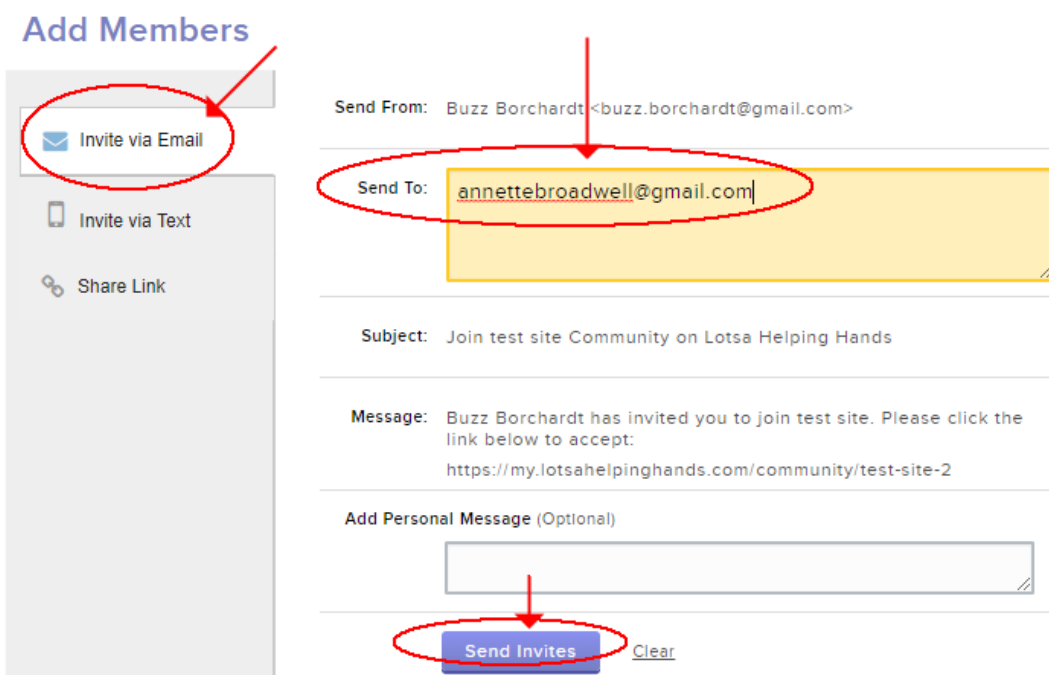 Add Members
Invite via Email
Invite via Text
Share Link
Send From: Buzz Borchardt <buzz.borchardt@gmail.com>
Send To: annettebroadwell@gmail.com
Subject: Join test site Community on Lotsa Helping Hands
Message: Buzz Borchardt has invited you to join test site. Please click the
link below to accept:
https://my.lotsahelpinghands.com/community/test-site-2
Add Personal Message (Optional)
Send Invites Clear